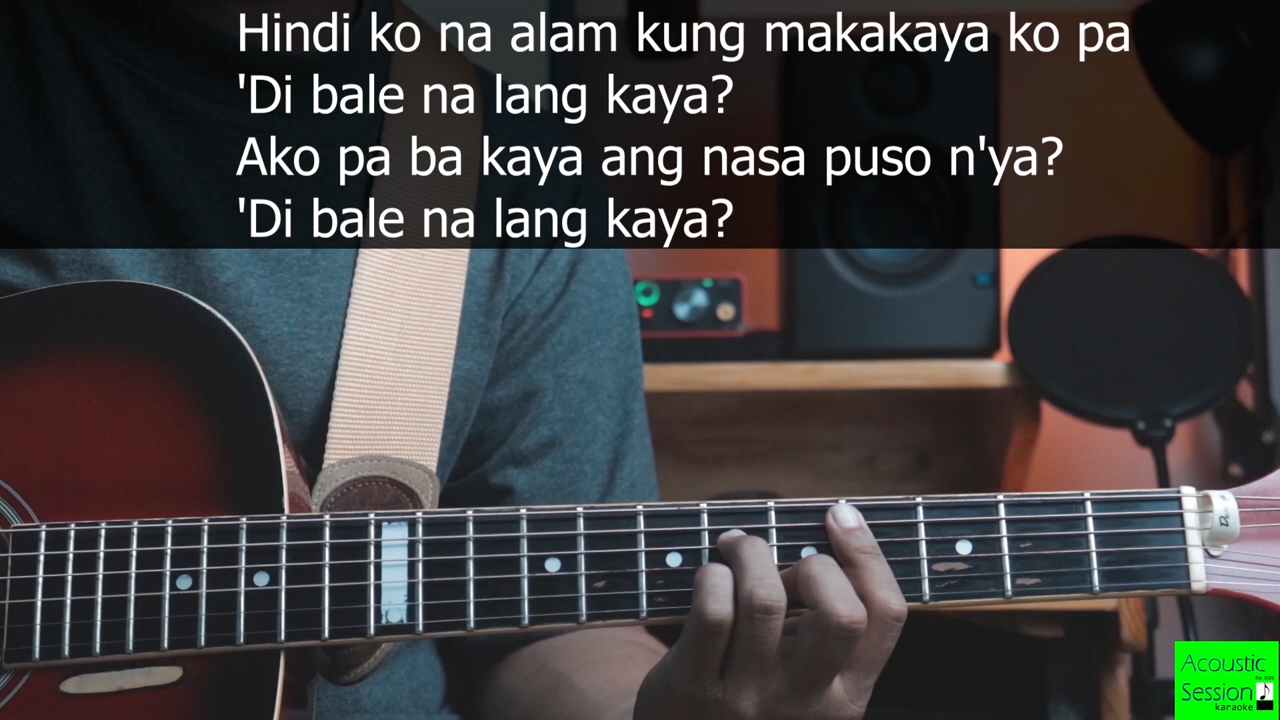 Hindi ko na alam kung makakaya ko pa
'Di bale na lang kaya?
Ako pa ba kaya ang nasa puso n'ya?
'Di bale na lang kaya?
Acoustic
Session
karaoke